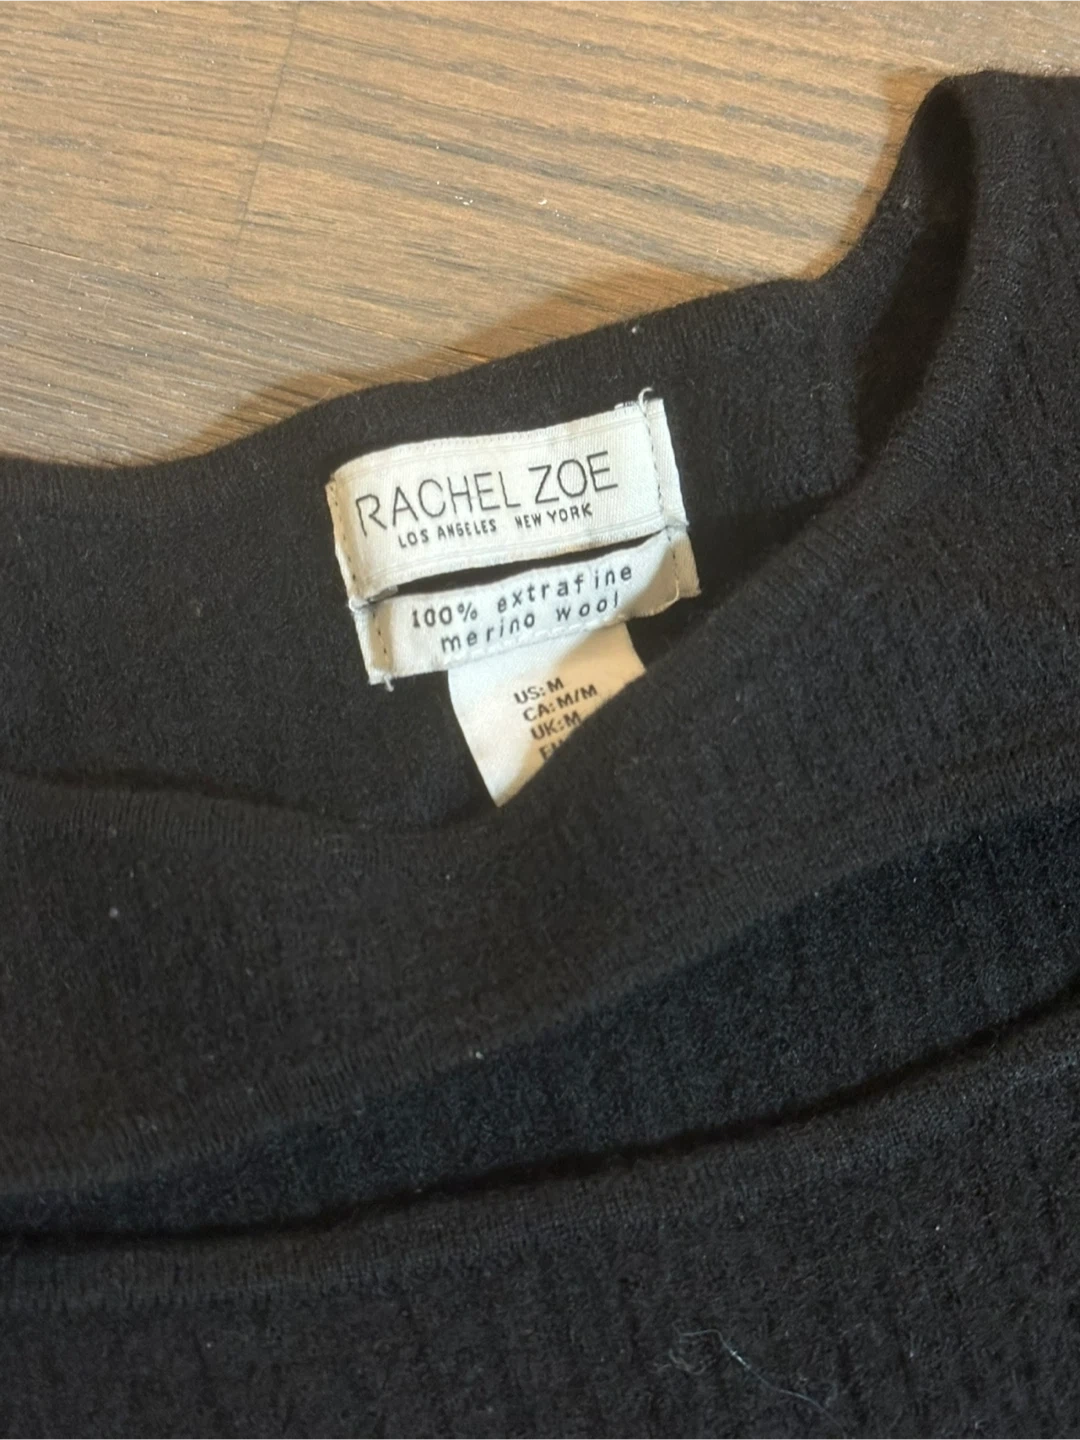 RACHEL ZOE
LOS ANGELES NEW YORK
100% extrafine
merino wool
US: M
CA: M/M
UK: M